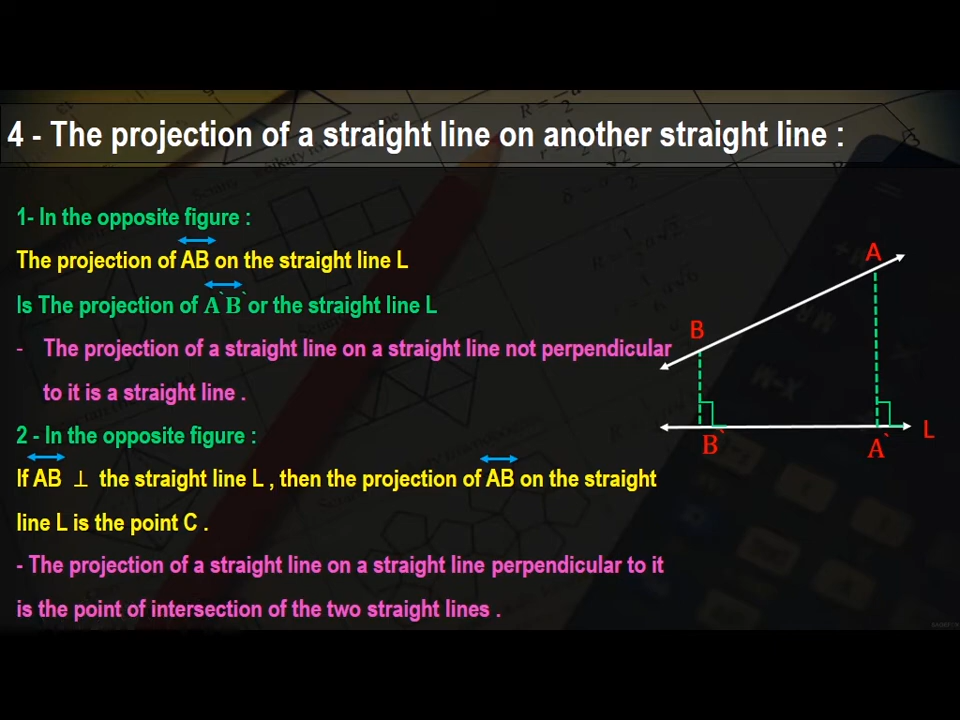 4 - The projection of a straight line on another straight line :
1- In the opposite figure :
The projection of AB on the straight line L
Is The projection of A`B` or the straight line L
- The projection of a straight line on a straight line not perpendicular
to it is a straight line .
2 - In the opposite figure :
If AB ⊥ the straight line L , then the projection of AB on the straight
line L is the point C .
- The projection of a straight line on a straight line perpendicular to it
is the point of intersection of the two straight lines .
A
B
L
B`
A`